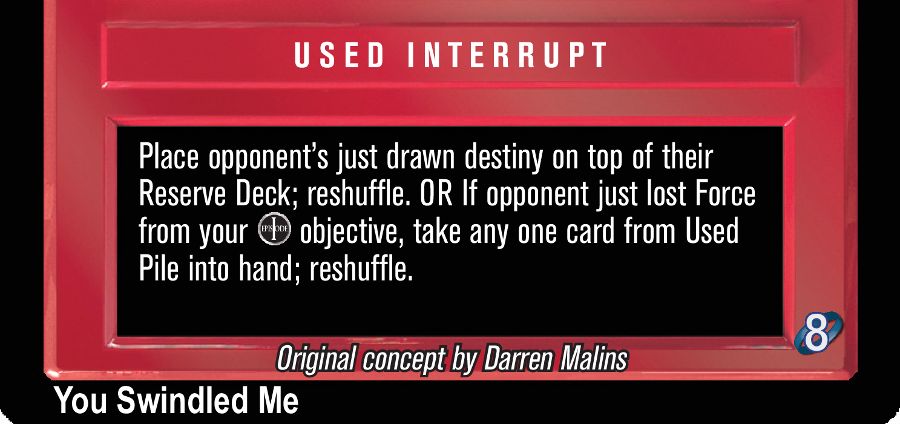 USED INTERRUPT
Place opponent's just drawn destiny on top of their
Reserve Deck; reshuffle. OR If opponent just lost Force
from your EPISODE I objective, take any one card from Used
Pile into hand; reshuffle.
8
Original concept by Darren Malins
You Swindled Me